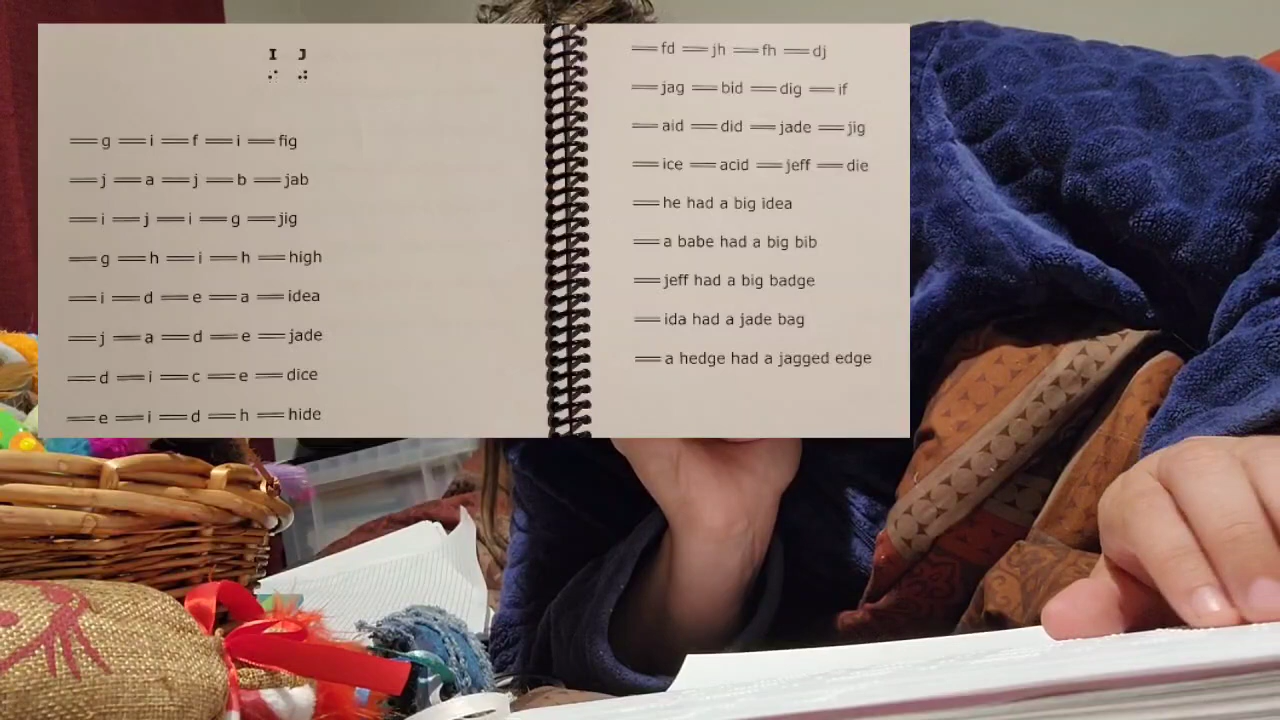 I J
⠊ ⠚
══ g ══ i ══ f ══ i ══ fig
══ j ══ a ══ j ══ b ══ jab
══ i ══ j ══ i ══ g ══ jig
══ g ══ h ══ i ══ h ══ high
══ i ══ d ══ e ══ a ══ idea
══ j ══ a ══ d ══ e ══ jade
══ d ══ i ══ c ══ e ══ dice
══ e ══ i ══ d ══ h ══ hide
══ fd ══ jh ══ fh ══ dj
══ jag ══ bid ══ dig ══ if
══ aid ══ did ══ jade ══ jig
══ ice ══ acid ══ jeff ══ die
══ he had a big idea
══ a babe had a big bib
══ jeff had a big badge
══ ida had a jade bag
══ a hedge had a jagged edge